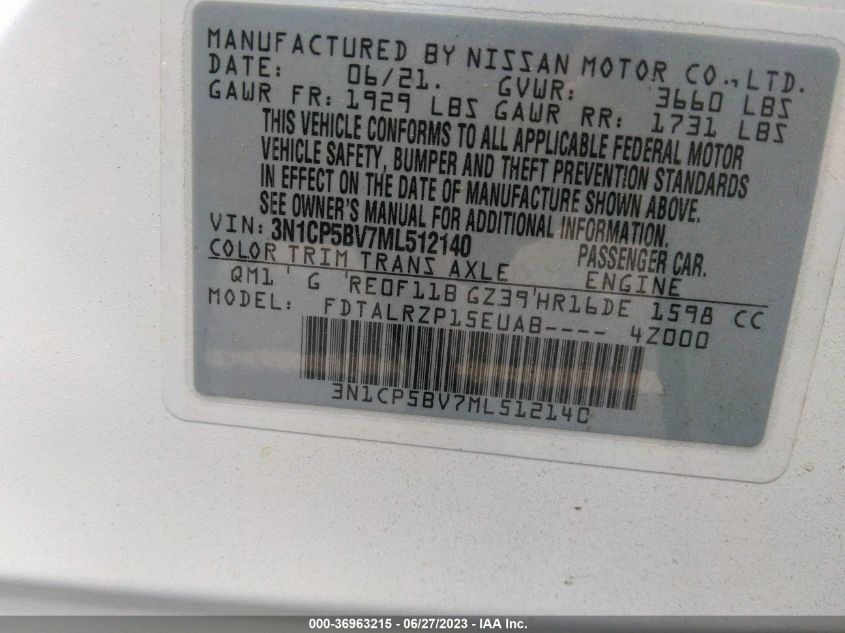 MANUFACTURED BY NISSAN MOTOR CO., LTD.
DATE: 06/21. GVWR: 3660 LBS
GAWR FR: 1929 LBS GAWR RR: 1731 LBS
THIS VEHICLE CONFORMS TO ALL APPLICABLE FEDERAL MOTOR
VEHICLE SAFETY, BUMPER AND THEFT PREVENTION STANDARDS
IN EFFECT ON THE DATE OF MANUFACTURE SHOWN ABOVE.
SEE OWNER'S MANUAL FOR ADDITIONAL INFORMATION.
VIN: 3N1CP5BV7ML512140 PASSENGER CAR.
COLOR TRIM TRANS AXLE ENGINE
QM1 ' G 'RE0F11B GZ39'HR16DE 1598 CC
MODEL: FDTALRZP15EUAB---- 4Z000
3N1CP5BV7ML512140
000-36963215 - 06/27/2023 - IAA Inc.